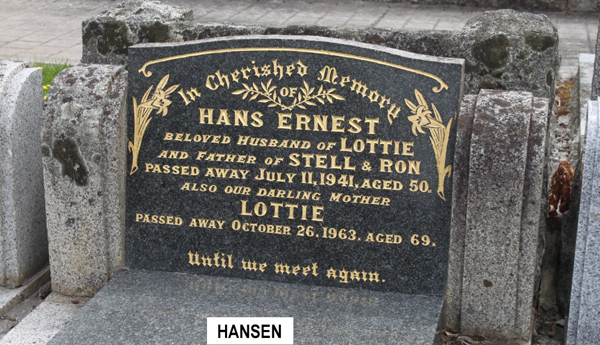 In Cherished Memory
OF
HANS ERNEST
BELOVED HUSBAND OF LOTTIE
AND FATHER OF STELL & RON
PASSED AWAY JULY 11, 1941, AGED 50.
ALSO OUR DARLING MOTHER
LOTTIE
PASSED AWAY OCTOBER 26. 1963. AGED 69.
Until we meet again.
HANSEN